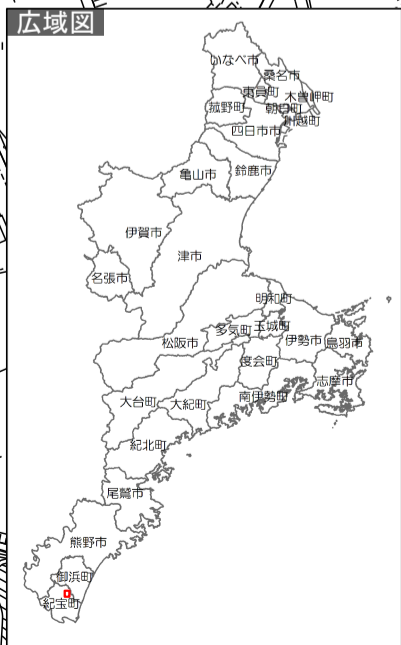 広域図
いなべ市
桑名市
東員町
木曽岬町
菰野町
朝日町
川越町
四日市市
亀山市
鈴鹿市
伊賀市
津市
名張市
明和町
松阪市
多気町
玉城町
伊勢市
鳥羽市
度会町
志摩市
大台町
大紀町
南伊勢町
紀北町
尾鷲市
熊野市
御浜町
紀宝町